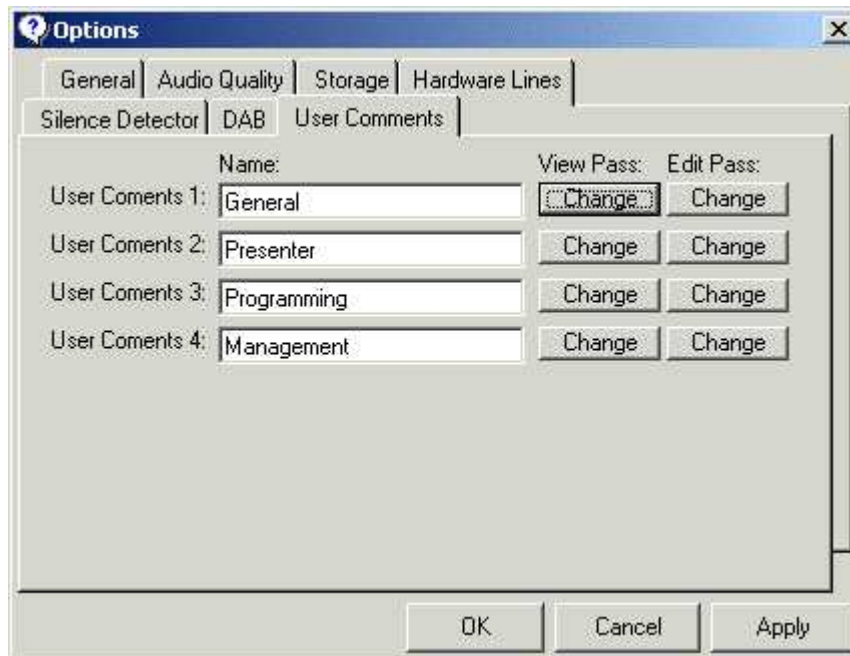 Options
General Audio Quality Storage Hardware Lines
Silence Detector DAB User Comments
Name: View Pass: Edit Pass:
User Coments 1: General Change Change
User Coments 2: Presenter Change Change
User Coments 3: Programming Change Change
User Coments 4: Management Change Change
OK Cancel Apply